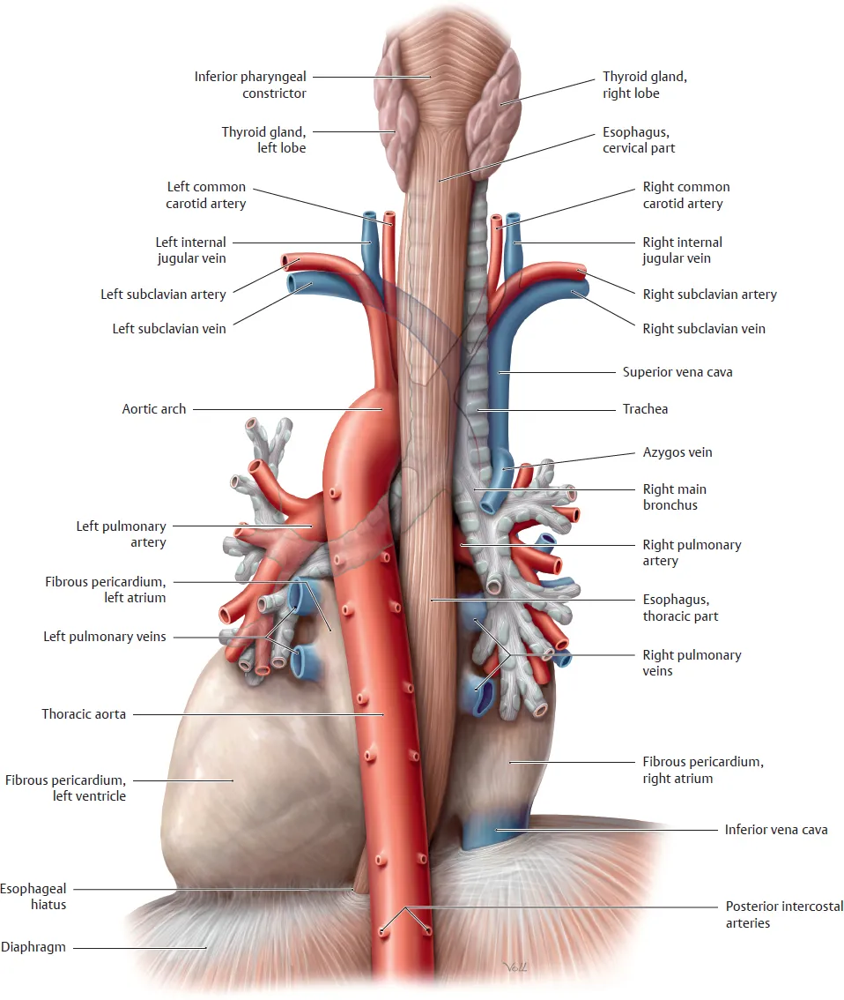 Inferior pharyngeal
constrictor
Thyroid gland,
left lobe
Left common
carotid artery
Left internal
jugular vein
Left subclavian artery
Left subclavian vein
Aortic arch
Left pulmonary
artery
Fibrous pericardium,
left atrium
Left pulmonary veins
Thoracic aorta
Fibrous pericardium,
left ventricle
Esophageal
hiatus
Diaphragm
Thyroid gland,
right lobe
Esophagus,
cervical part
Right common
carotid artery
Right internal
jugular vein
Right subclavian artery
Right subclavian vein
Superior vena cava
Trachea
Azygos vein
Right main
bronchus
Right pulmonary
artery
Esophagus,
thoracic part
Right pulmonary
veins
Fibrous pericardium,
right atrium
Inferior vena cava
Posterior intercostal
arteries
VOLL